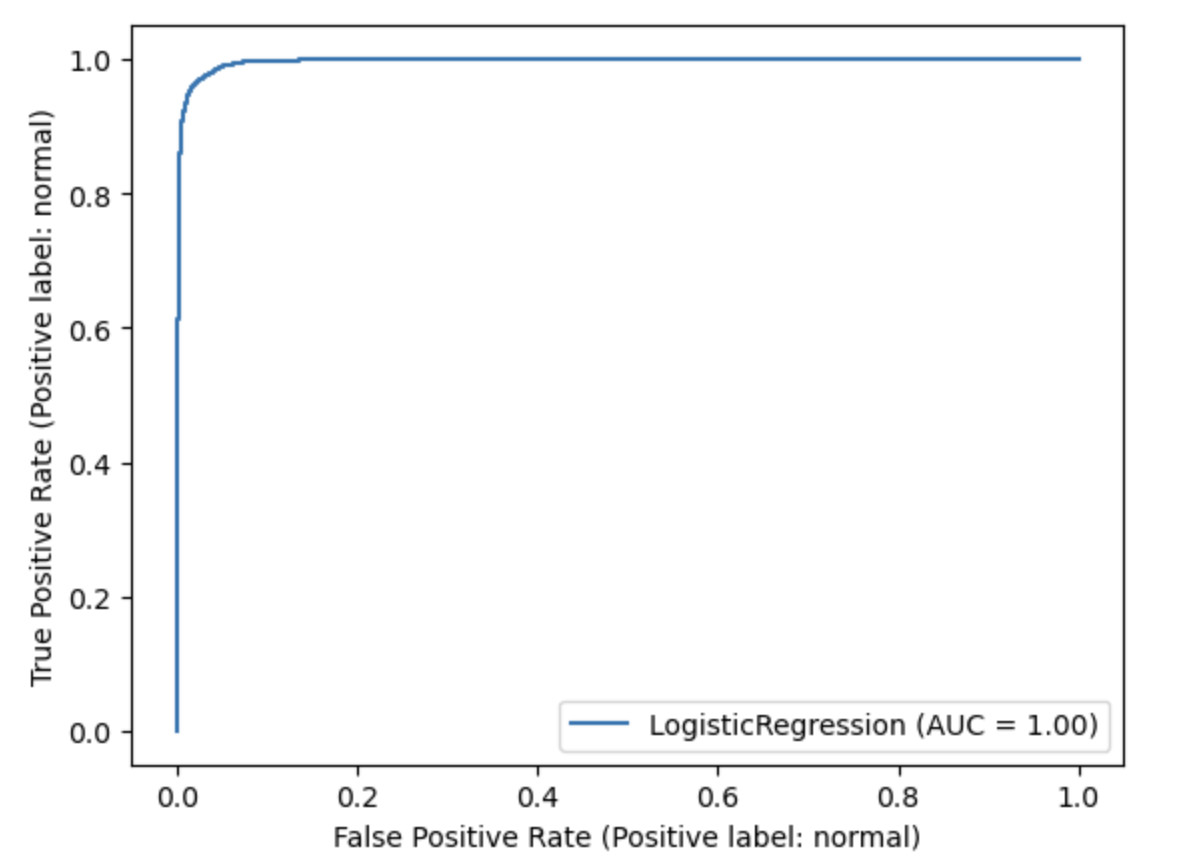 True Positive Rate (Positive label: normal)
1.0
0.8
0.6
0.4
0.2
0.0
LogisticRegression (AUC = 1.00)
0.0 0.2 0.4 0.6 0.8 1.0
False Positive Rate (Positive label: normal)